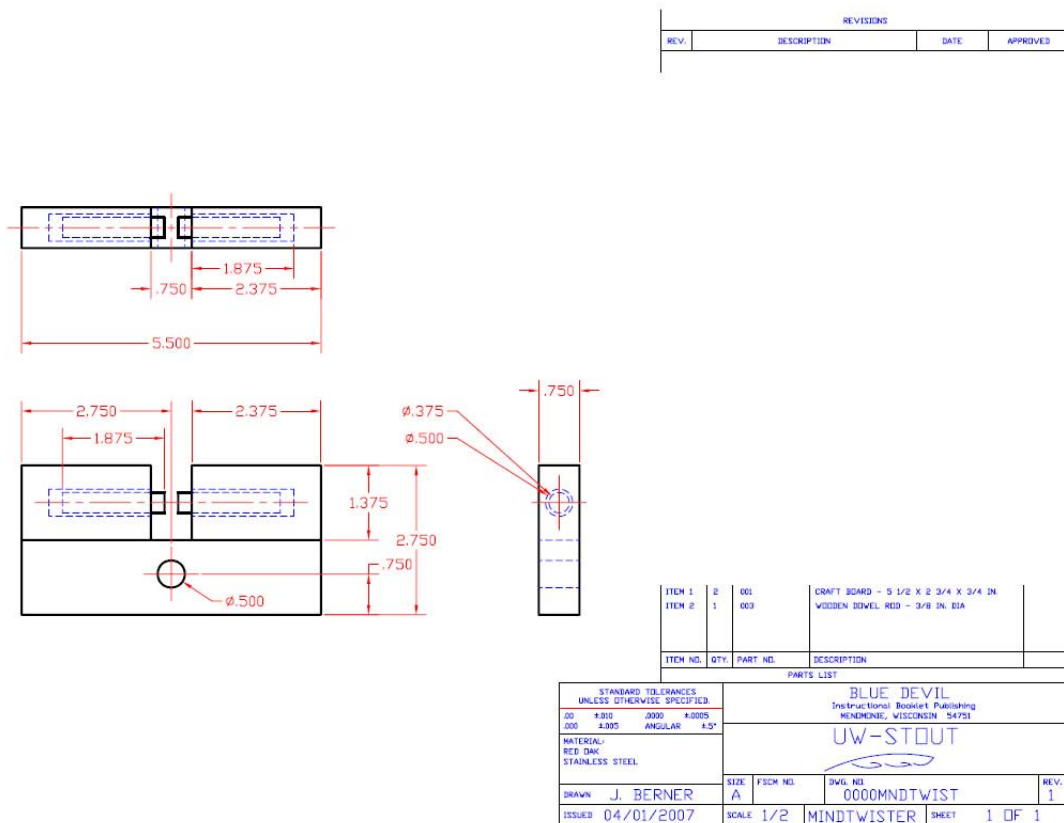 REVISIONS
REV. DESCRIPTION DATE APPROVED
1.875
.750 2.375
5.500
.750
2.750 2.375
Ø.375
1.875
Ø.500
1.375
2.750
.750
Ø.500
ITEM 1 2 001 CRAFT BOARD - 5 1/2 X 2 3/4 X 3/4 IN.
ITEM 2 1 003 WOODEN DOWEL ROD - 3/8 IN. DIA
ITEM NO. QTY. PART NO. DESCRIPTION
PARTS LIST
STANDARD TOLERANCES
UNLESS OTHERWISE SPECIFIED.
.00 ±.010 .0000 ±.0005
.000 ±.005 ANGULAR ±.5°
MATERIAL:
RED OAK
STAINLESS STEEL
DRAWN J. BERNER
ISSUED 04/01/2007
BLUE DEVIL
Instructional Booklet Publishing
MENOMONIE, WISCONSIN 54751
UW-STOUT
SIZE FSCM NO. DWG. NO. REV.
A 0000MNDTWIST 1
SCALE 1/2 MINDTWISTER SHEET 1 OF 1